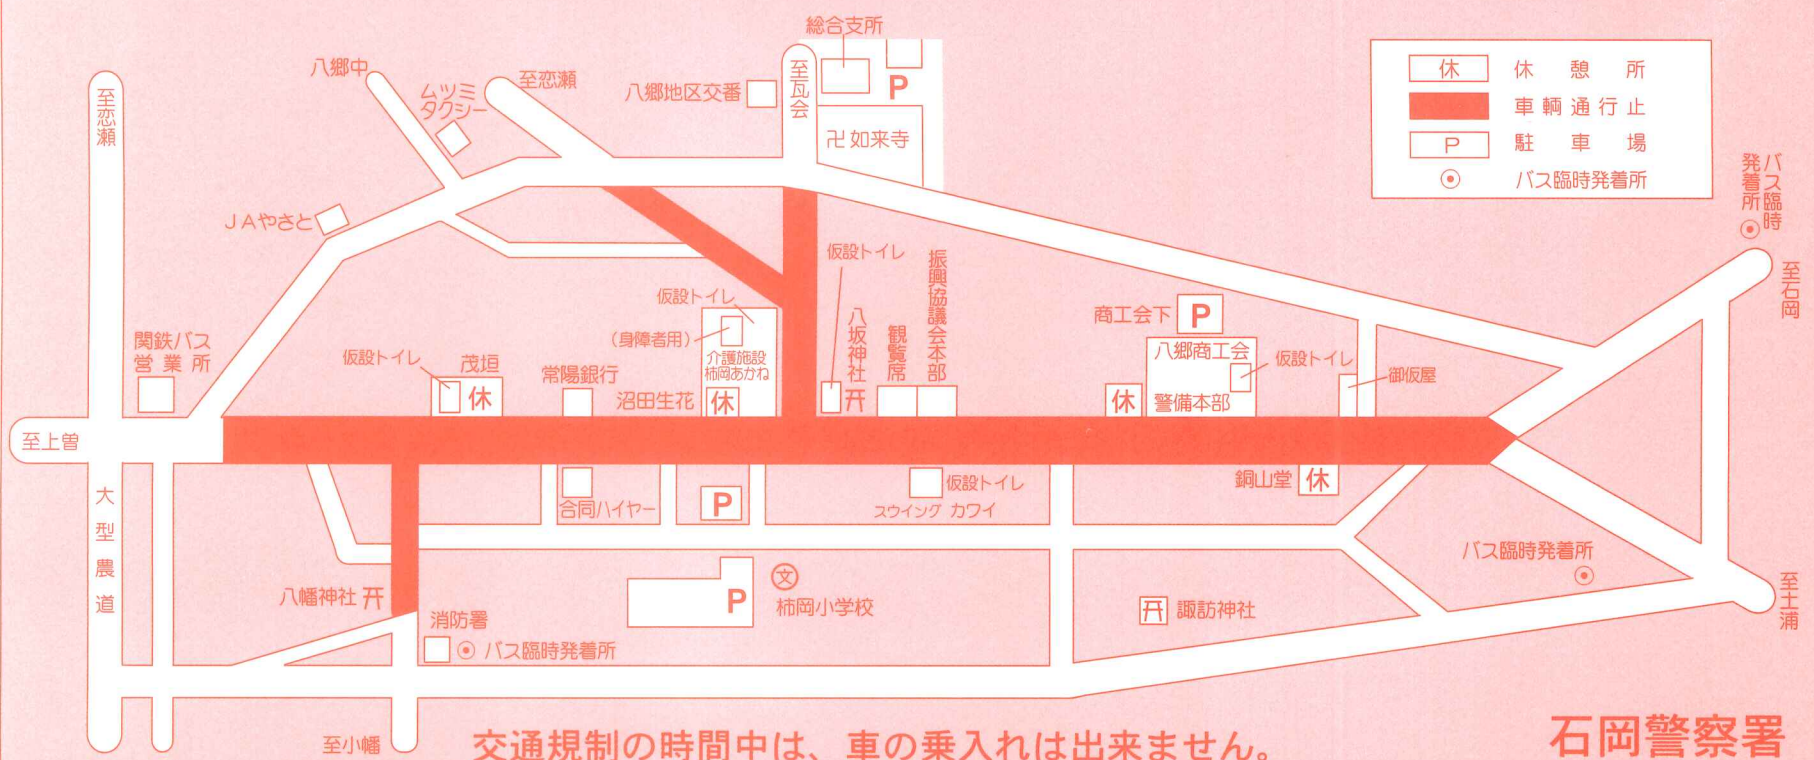 総合支所
八郷中
ムツミ
タクシー
至恋瀬
八郷地区交番
至瓦会
P
卍如来寺
休 休憩所
車輌通行止
P 駐車場
バス臨時発着所
至恋瀬
JAやさと
バス臨時
発着所
至石岡
仮設トイレ
振興協議会本部
仮設トイレ
(身障者用)
介護施設
柿岡あかね
八坂神社
観覧席
商工会下
P
八郷商工会
仮設トイレ
警備本部
御仮屋
関鉄バス
営業所
仮設トイレ
茂垣
休
常陽銀行
沼田生花
休
休
至上曽
大型農道
合同ハイヤー
P
仮設トイレ
スウイング カワイ
銅山堂
休
バス臨時発着所
八幡神社
消防署
バス臨時発着所
P
文
柿岡小学校
諏訪神社
至土浦
至小幡
交通規制の時間中は、車の乗入れは出来ません。
石岡警察署